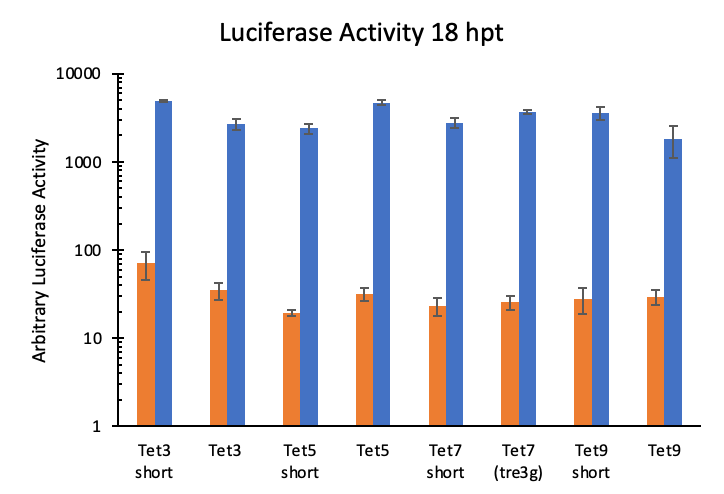 Luciferase Activity 18 hpt
Arbitrary Luciferase Activity
10000
1000
100
10
1
Tet3 short
Tet3
Tet5 short
Tet5
Tet7 short
Tet7 (tre3g)
Tet9 short
Tet9